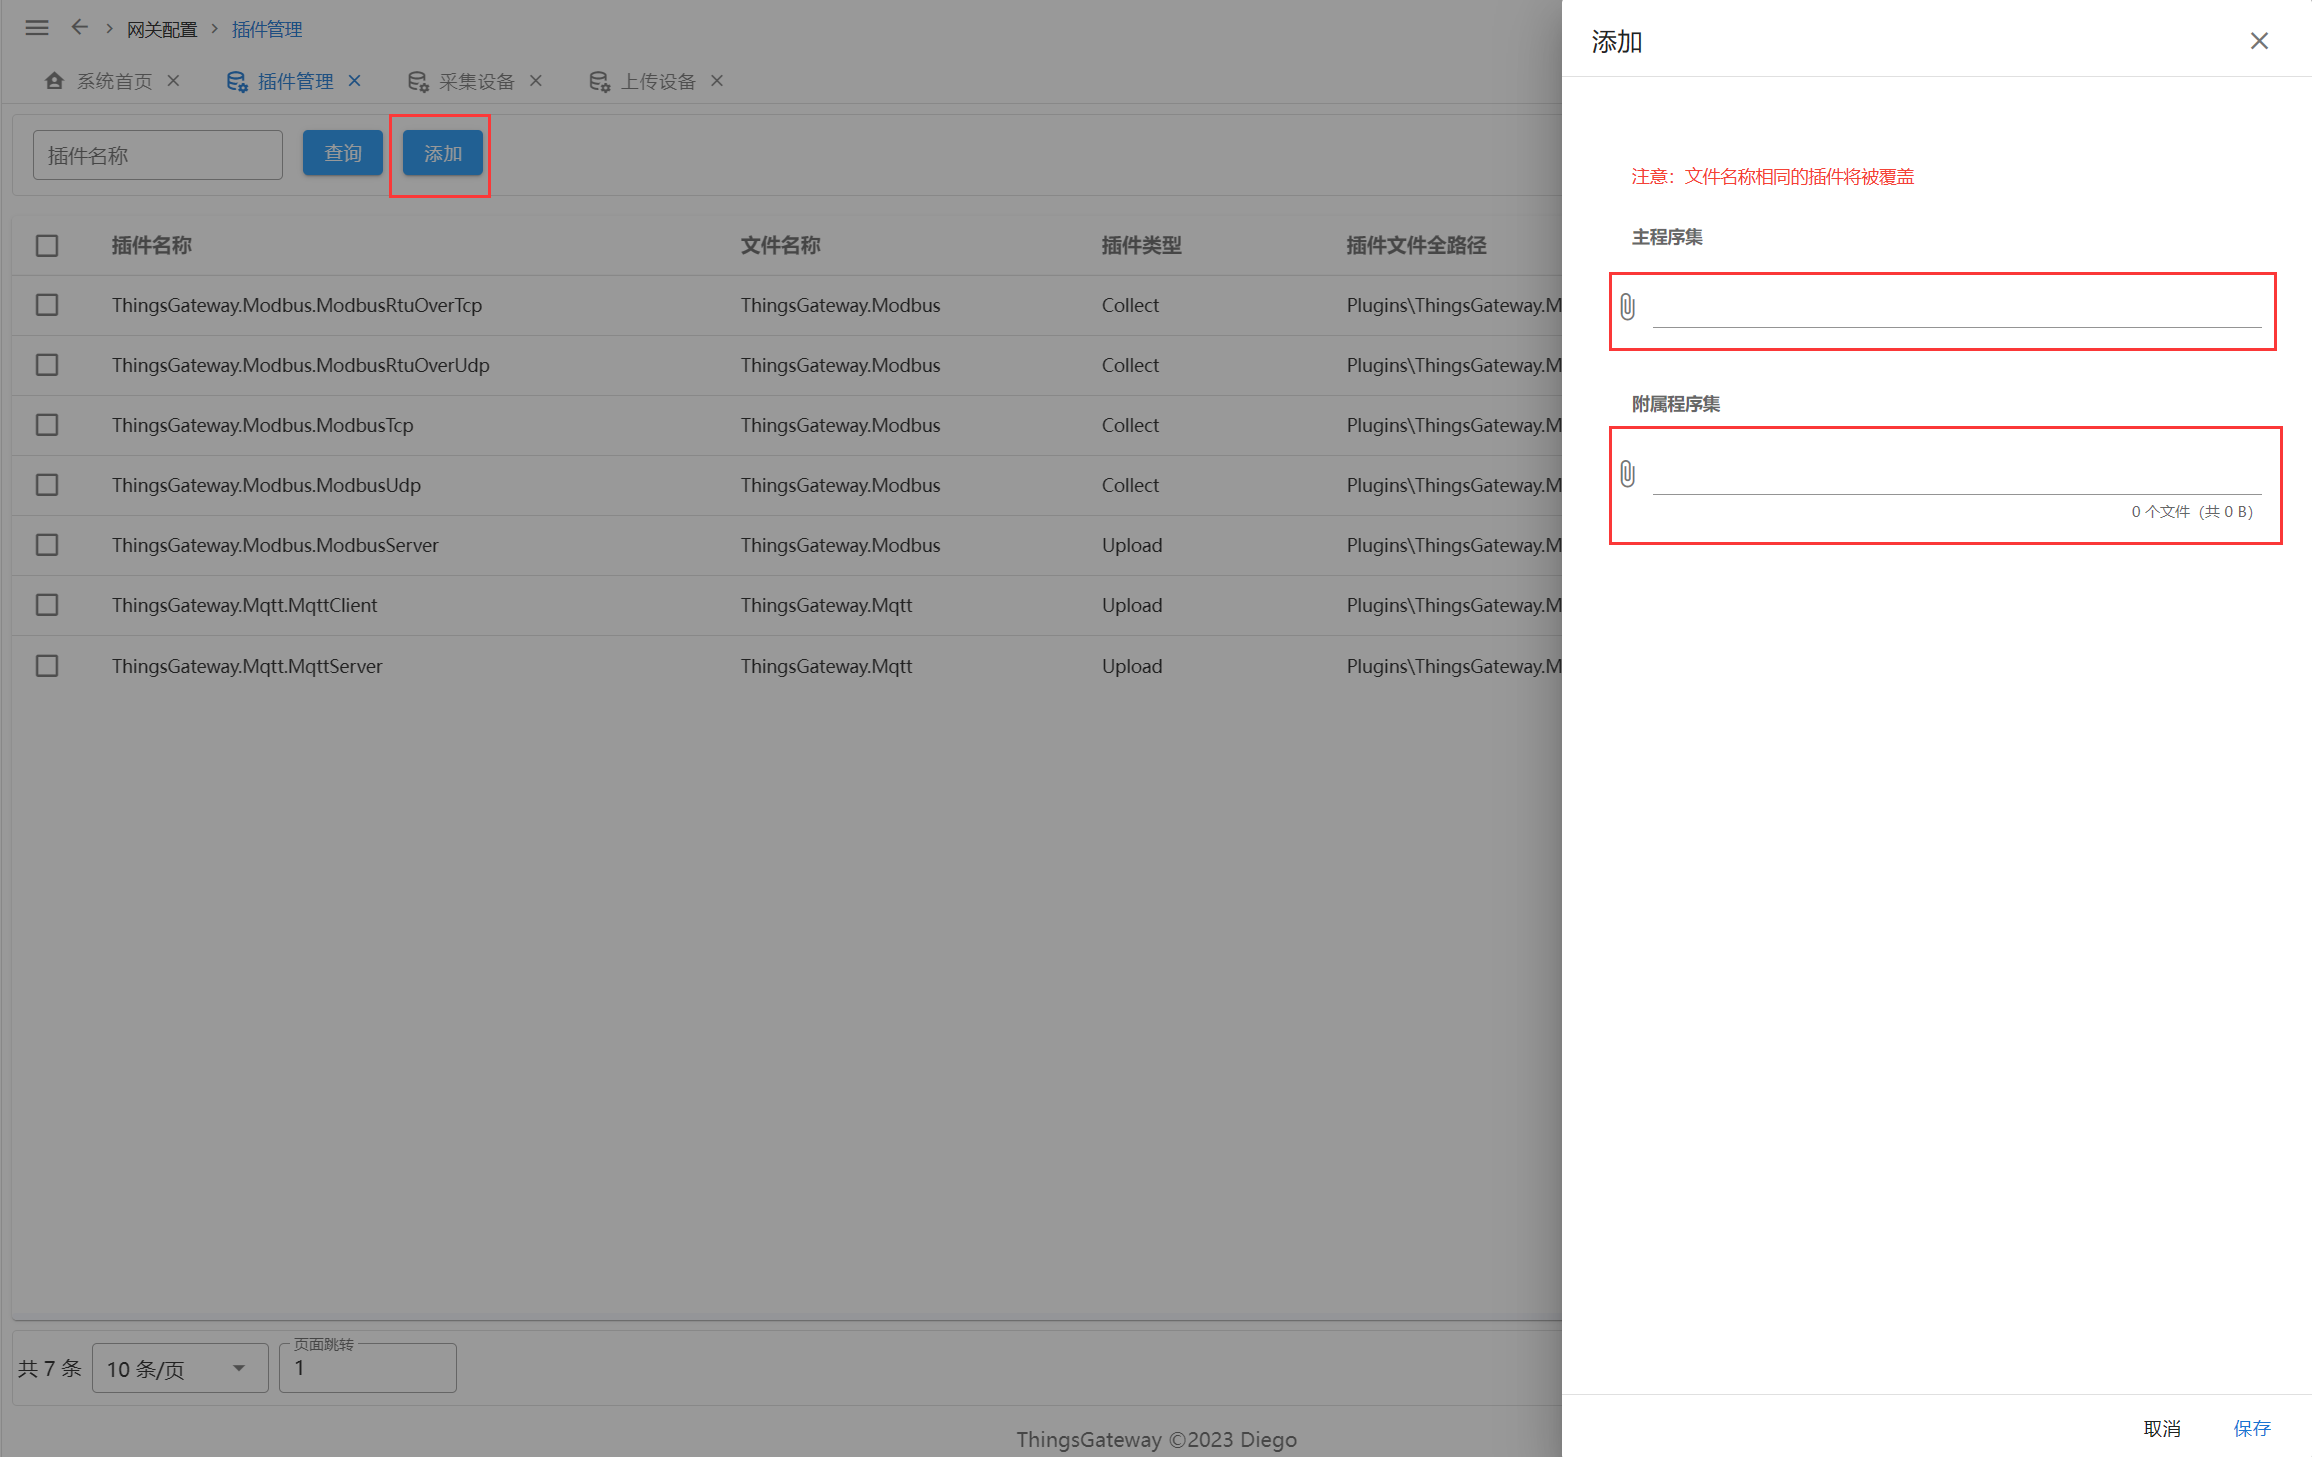 网关配置 插件管理
系统首页 插件管理 采集设备 上传设备
插件名称 查询 添加
插件名称 文件名称 插件类型 插件文件全路径
ThingsGateway.Modbus.ModbusRtuOverTcp ThingsGateway.Modbus Collect Plugins\ThingsGateway.M
ThingsGateway.Modbus.ModbusRtuOverUdp ThingsGateway.Modbus Collect Plugins\ThingsGateway.M
ThingsGateway.Modbus.ModbusTcp ThingsGateway.Modbus Collect Plugins\ThingsGateway.M
ThingsGateway.Modbus.ModbusUdp ThingsGateway.Modbus Collect Plugins\ThingsGateway.M
ThingsGateway.Modbus.ModbusServer ThingsGateway.Modbus Upload Plugins\ThingsGateway.M
ThingsGateway.Mqtt.MqttClient ThingsGateway.Mqtt Upload Plugins\ThingsGateway.M
ThingsGateway.Mqtt.MqttServer ThingsGateway.Mqtt Upload Plugins\ThingsGateway.M
页面跳转
共 7 条 10 条/页 1
ThingsGateway ©2023 Diego
添加
注意：文件名称相同的插件将被覆盖
主程序集
附属程序集
0 个文件（共 0 B）
取消 保存